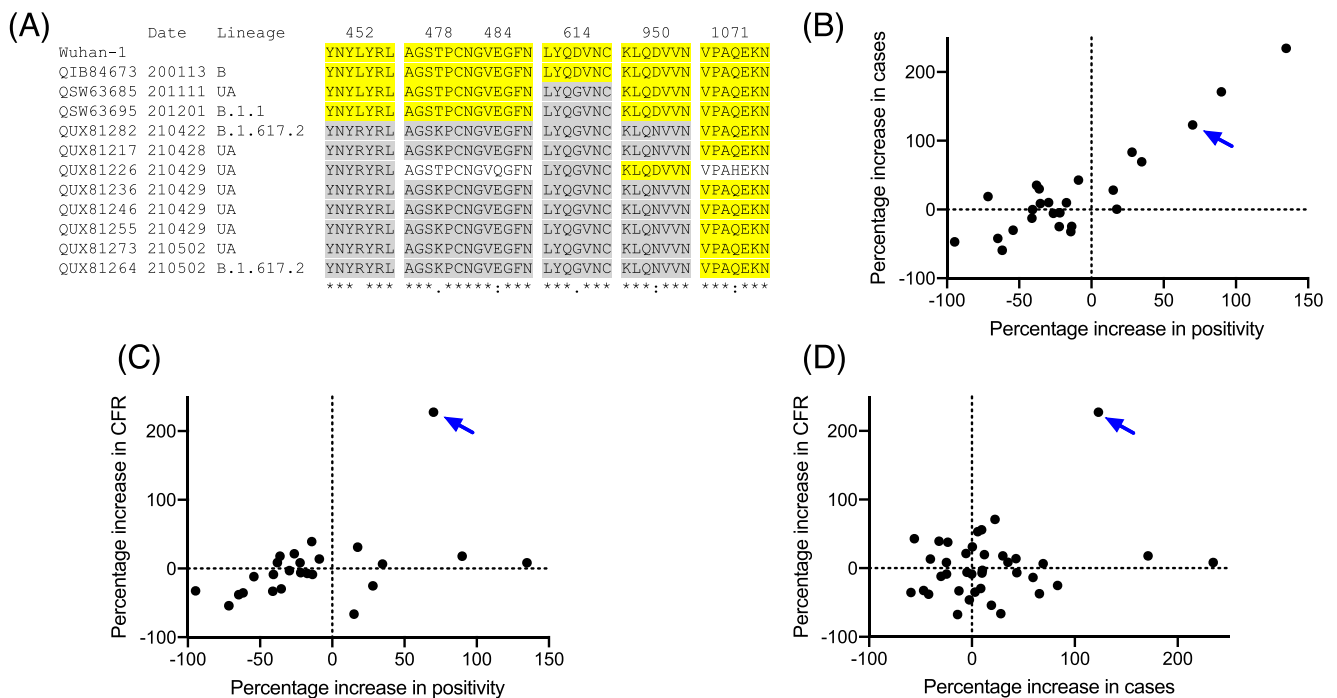 (A)
452 478 484 614 950 1071
Date Lineage
Wuhan-1 YNYLYRL AGSTPCNGVEGFN LYQDVNC KLQDVVN VPAQEKN
QIB84673 200113 B YNYLYRL AGSTPCNGVEGFN LYQDVNC KLQDVVN VPAQEKN
QSW63685 201111 UA YNYLYRL AGSTPCNGVEGFN LYQGVNC KLQDVVN VPAQEKN
QSW63695 201201 B.1.1 YNYLYRL AGSTPCNGVEGFN LYQGVNC KLQDVVN VPAQEKN
QUX81282 210422 B.1.617.2 YNYRYRL AGSKPCNGVEGFN LYQGVNC KLQNVVN VPAQEKN
QUX81217 210428 UA YNYRYRL AGSKPCNGVEGFN LYQGVNC KLQNVVN VPAQEKN
QUX81226 210429 UA YNYRYRL AGSTPCNGVQGFN LYQGVNC KLQDVVN VPAHEKN
QUX81236 210429 UA YNYRYRL AGSKPCNGVEGFN LYQGVNC KLQNVVN VPAQEKN
QUX81246 210429 UA YNYRYRL AGSKPCNGVEGFN LYQGVNC KLQNVVN VPAQEKN
QUX81255 210429 UA YNYRYRL AGSKPCNGVEGFN LYQGVNC KLQNVVN VPAQEKN
QUX81273 210502 UA YNYRYRL AGSKPCNGVEGFN LYQGVNC KLQNVVN VPAQEKN
QUX81264 210502 B.1.617.2 YNYRYRL AGSKPCNGVEGFN LYQGVNC KLQNVVN VPAQEKN
*** *** ***.*****:*** ***.*** ***:*** ***:***
(B)
Percentage increase in cases
200
100
0
-100
-100 -50 0 50 100 150
Percentage increase in positivity
(C)
Percentage increase in CFR
200
100
0
-100
-100 -50 0 50 100 150
Percentage increase in positivity
(D)
Percentage increase in CFR
200
100
0
-100
-100 0 100 200
Percentage increase in cases